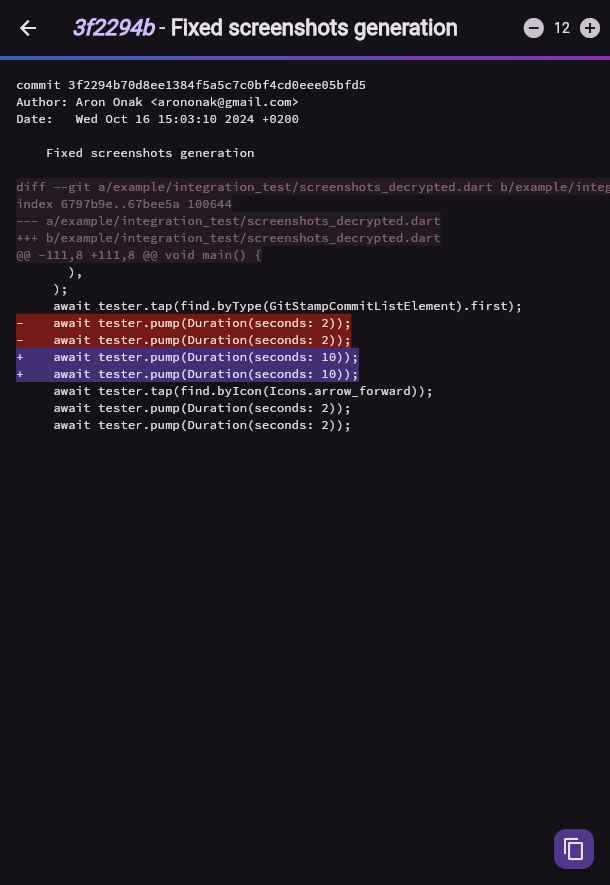 3f2294b - Fixed screenshots generation
12
commit 3f2294b70d8ee1384f5a5c7c0bf4cd0eee05bfd5
Author: Aron Onak <arononak@gmail.com>
Date:   Wed Oct 16 15:03:10 2024 +0200
    Fixed screenshots generation
diff --git a/example/integration_test/screenshots_decrypted.dart b/example/integ
index 6797b9e..67bee5a 100644
--- a/example/integration_test/screenshots_decrypted.dart
+++ b/example/integration_test/screenshots_decrypted.dart
@@ -111,8 +111,8 @@ void main() {
       ),
     );
     await tester.tap(find.byType(GitStampCommitListElement).first);
-    await tester.pump(Duration(seconds: 2));
-    await tester.pump(Duration(seconds: 2));
+    await tester.pump(Duration(seconds: 10));
+    await tester.pump(Duration(seconds: 10));
     await tester.tap(find.byIcon(Icons.arrow_forward));
     await tester.pump(Duration(seconds: 2));
     await tester.pump(Duration(seconds: 2));